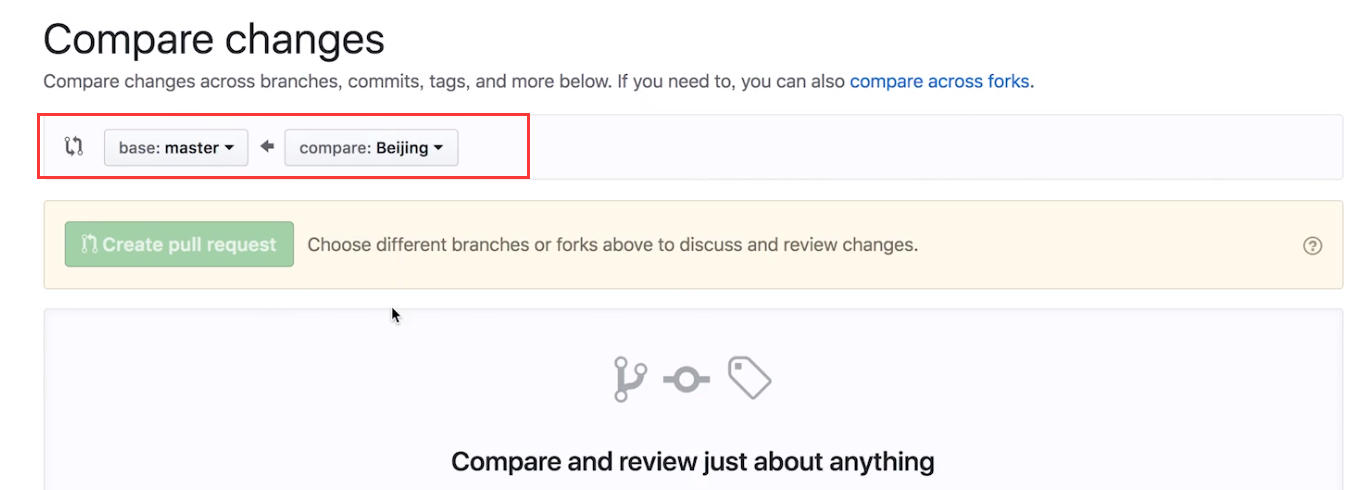 Compare changes
Compare changes across branches, commits, tags, and more below. If you need to, you can also compare across forks.
base: master compare: Beijing
Create pull request Choose different branches or forks above to discuss and review changes.
Compare and review just about anything